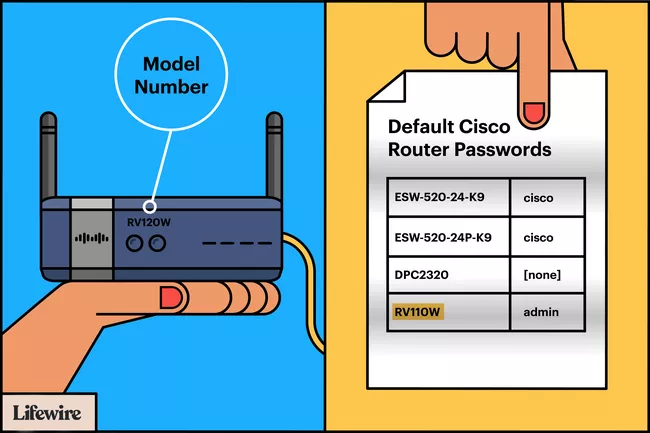 Model
Number
RV120W
Lifewire
Default Cisco
Router Passwords
ESW-520-24-K9 cisco
ESW-520-24P-K9 cisco
DPC2320 [none]
RV110W admin